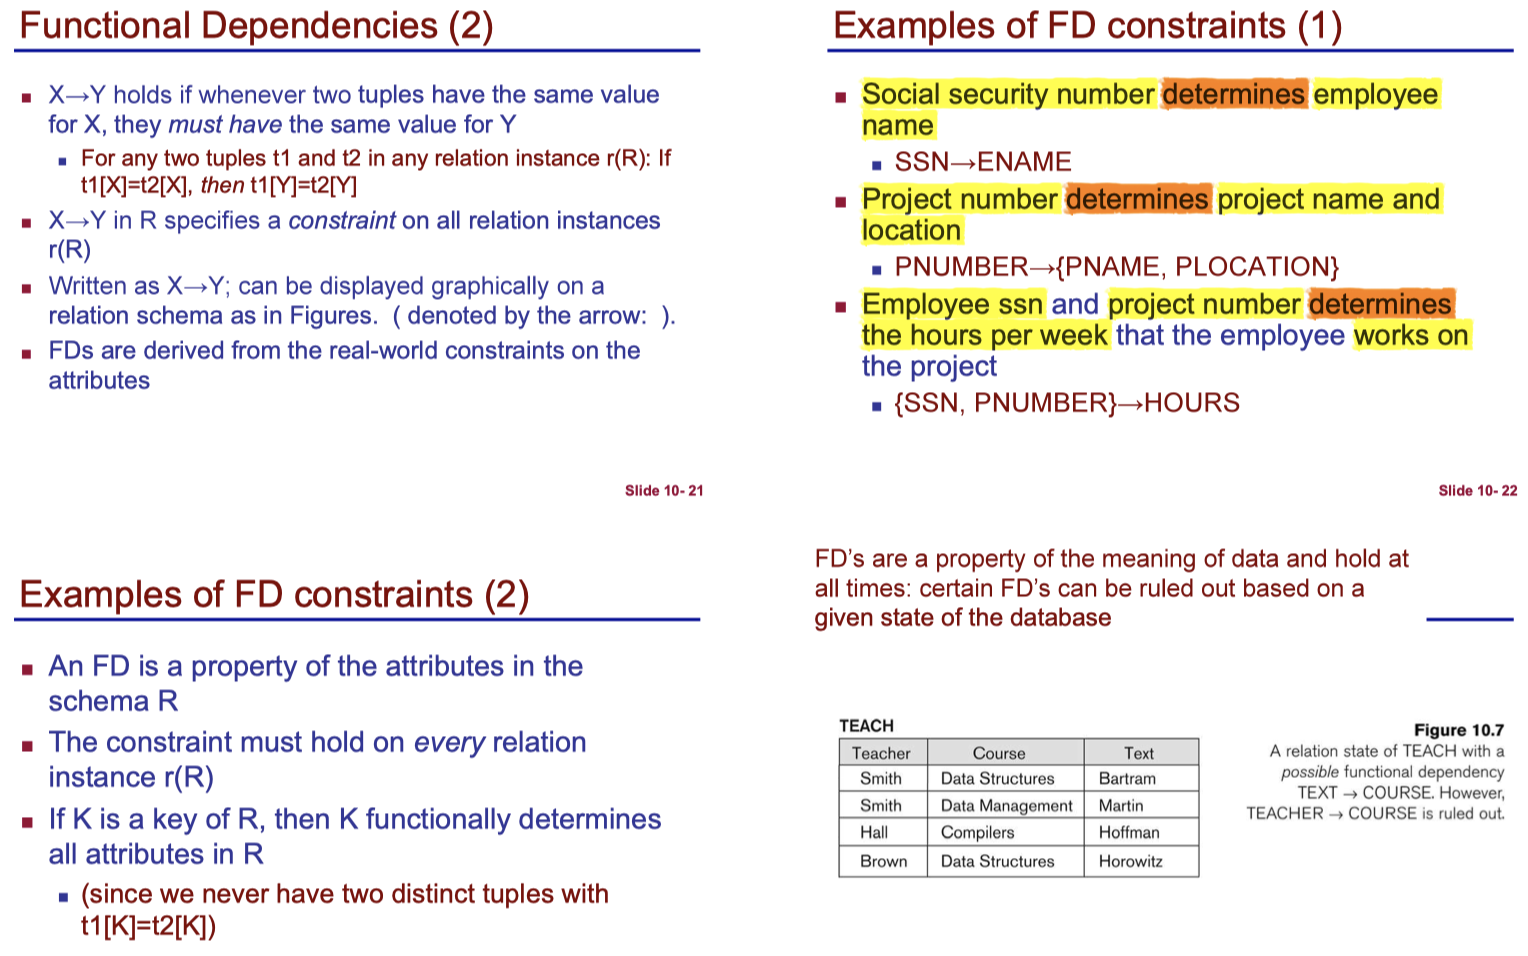 Functional Dependencies (2)
X→Y holds if whenever two tuples have the same value
for X, they must have the same value for Y
For any two tuples t1 and t2 in any relation instance r(R): If
t1[X]=t2[X], then t1[Y]=t2[Y]
X→Y in R specifies a constraint on all relation instances
r(R)
Written as X→Y; can be displayed graphically on a
relation schema as in Figures. ( denoted by the arrow: ).
FDs are derived from the real-world constraints on the
attributes
Slide 10- 21
Examples of FD constraints (1)
Social security number determines employee
name
SSN→ENAME
Project number determines project name and
location
PNUMBER→{PNAME, PLOCATION}
Employee ssn and project number determines
the hours per week that the employee works on
the project
{SSN, PNUMBER}→HOURS
Slide 10- 22
Examples of FD constraints (2)
An FD is a property of the attributes in the
schema R
The constraint must hold on every relation
instance r(R)
If K is a key of R, then K functionally determines
all attributes in R
(since we never have two distinct tuples with
t1[K]=t2[K])
FD's are a property of the meaning of data and hold at
all times: certain FD's can be ruled out based on a
given state of the database
TEACH
Teacher Course Text
Smith Data Structures Bartram
Smith Data Management Martin
Hall Compilers Hoffman
Brown Data Structures Horowitz
Figure 10.7
A relation state of TEACH with a
possible functional dependency
TEXT → COURSE. However,
TEACHER → COURSE is ruled out.